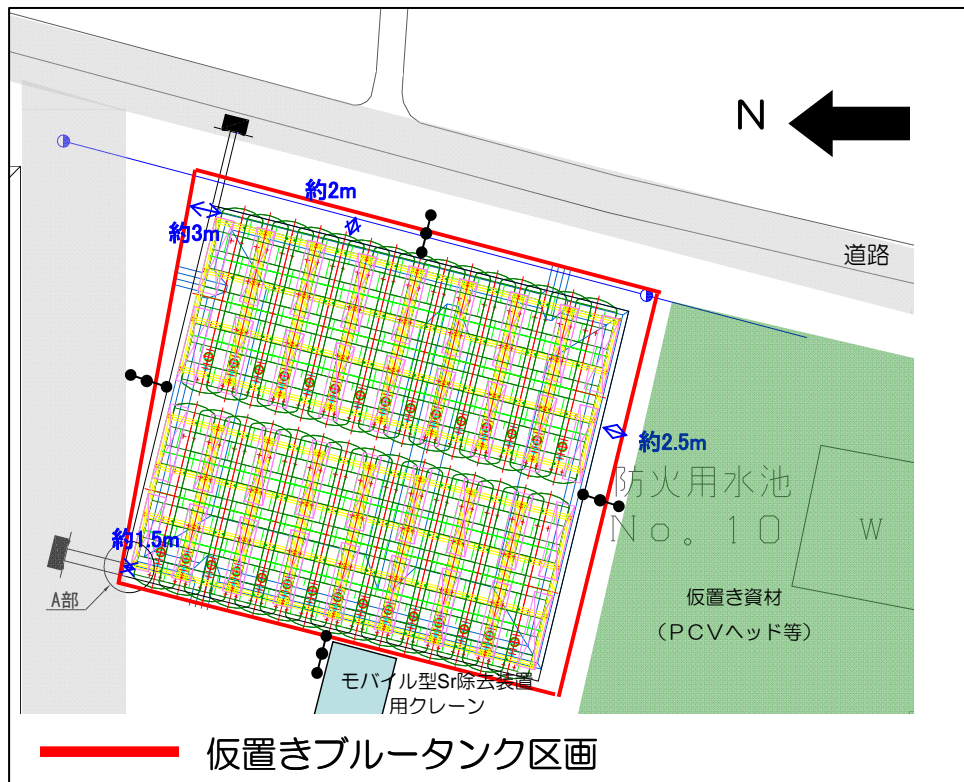 N
約2m
約3m
道路
約2.5m
防火用水池
No. 10
W
約1.5m
A部
仮置き資材
(PCVヘッド等)
モバイル型Sr除去装置
用クレーン
仮置きブルータンク区画